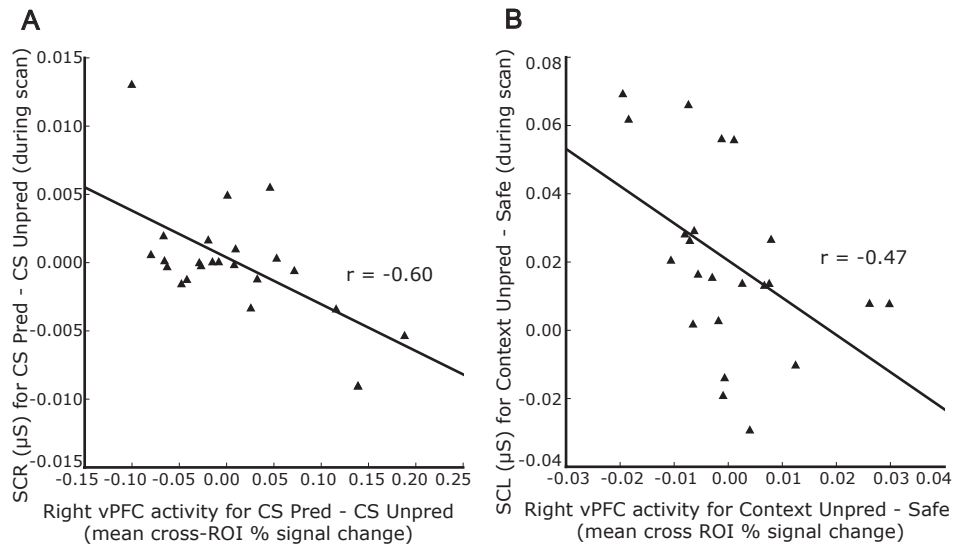 A
SCR (μS) for CS Pred - CS Unpred (during scan)
0.015
0.010
0.005
0.000
-0.005
-0.010
-0.015
r = -0.60
-0.15 -0.10 -0.05 0.00 0.05 0.10 0.15 0.20 0.25
Right vPFC activity for CS Pred - CS Unpred
(mean cross-ROI % signal change)
B
SCL (μS) for Context Unpred - Safe (during scan)
0.08
0.06
0.04
0.02
0.00
-0.02
-0.04
r = -0.47
-0.03 -0.02 -0.01 0.00 0.01 0.02 0.03 0.04
Right vPFC activity for Context Unpred - Safe
(mean cross ROI % signal change)